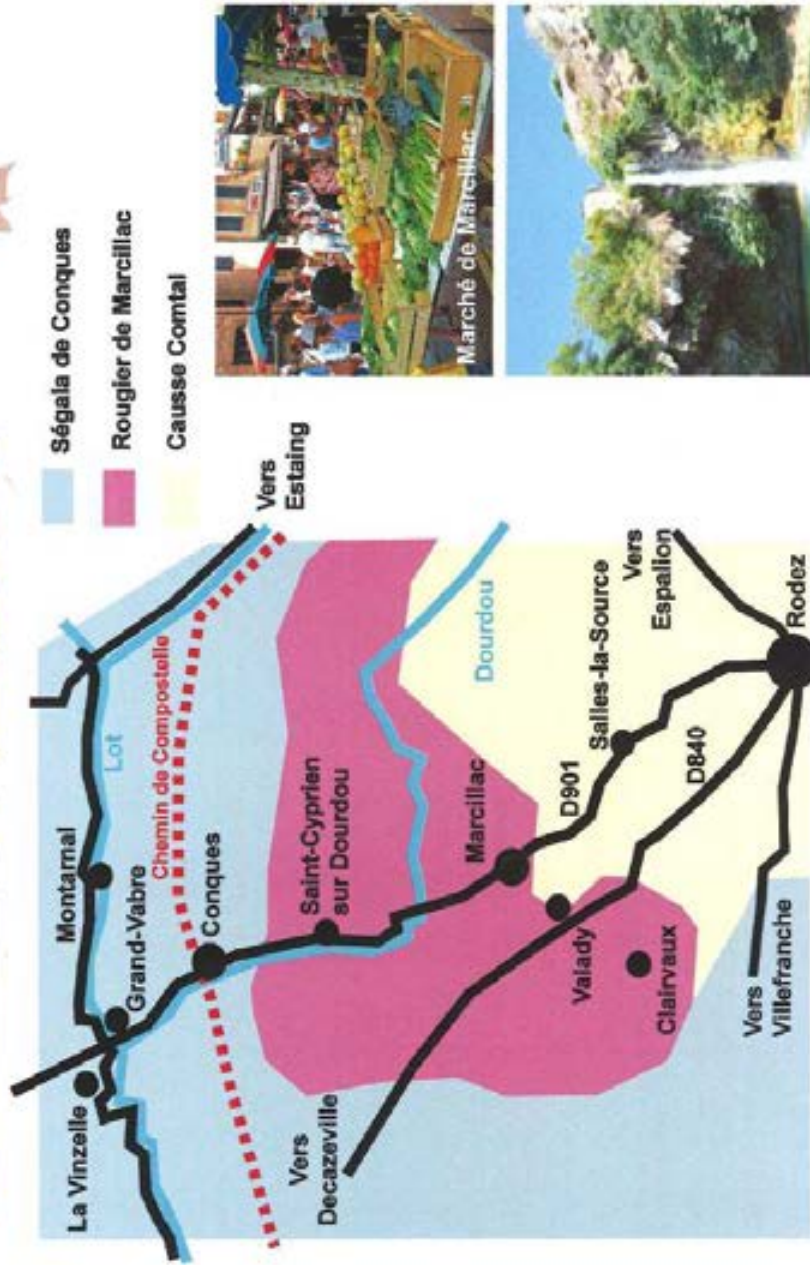 Ségala de Conques
Rougier de Marcillac
Causse Comtal
Vers
Estaing
Lot
Chemin de Compostelle
Montarnal
Grand-Vabre
La Vinzelle
Conques
Saint-Cyprien
sur Dourdou
Dourdou
Vers
Decazeville
Marcillac
Valady
Clairvaux
D901
Salles-la-Source
D840
Vers
Espalion
Rodez
Vers
Villefranche
Marché de Marcillac